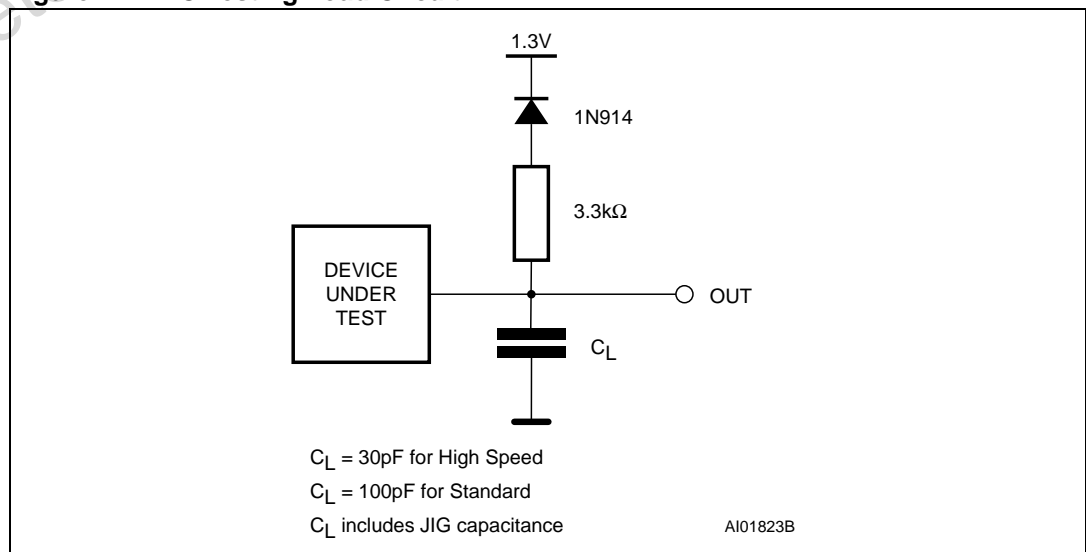 1.3V
1N914
3.3kΩ
DEVICE
UNDER
TEST
OUT
CL
CL = 30pF for High Speed
CL = 100pF for Standard
CL includes JIG capacitance
AI01823B